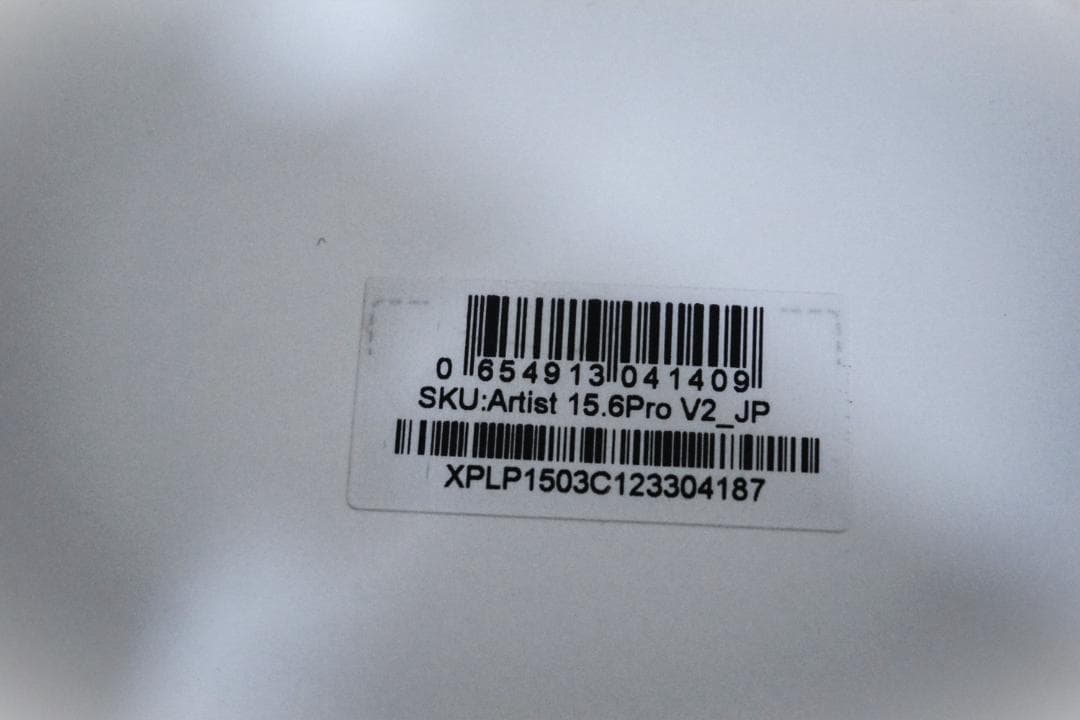 0 654913 041409
SKU:Artist 15.6Pro V2_JP
XPLP1503C123304187